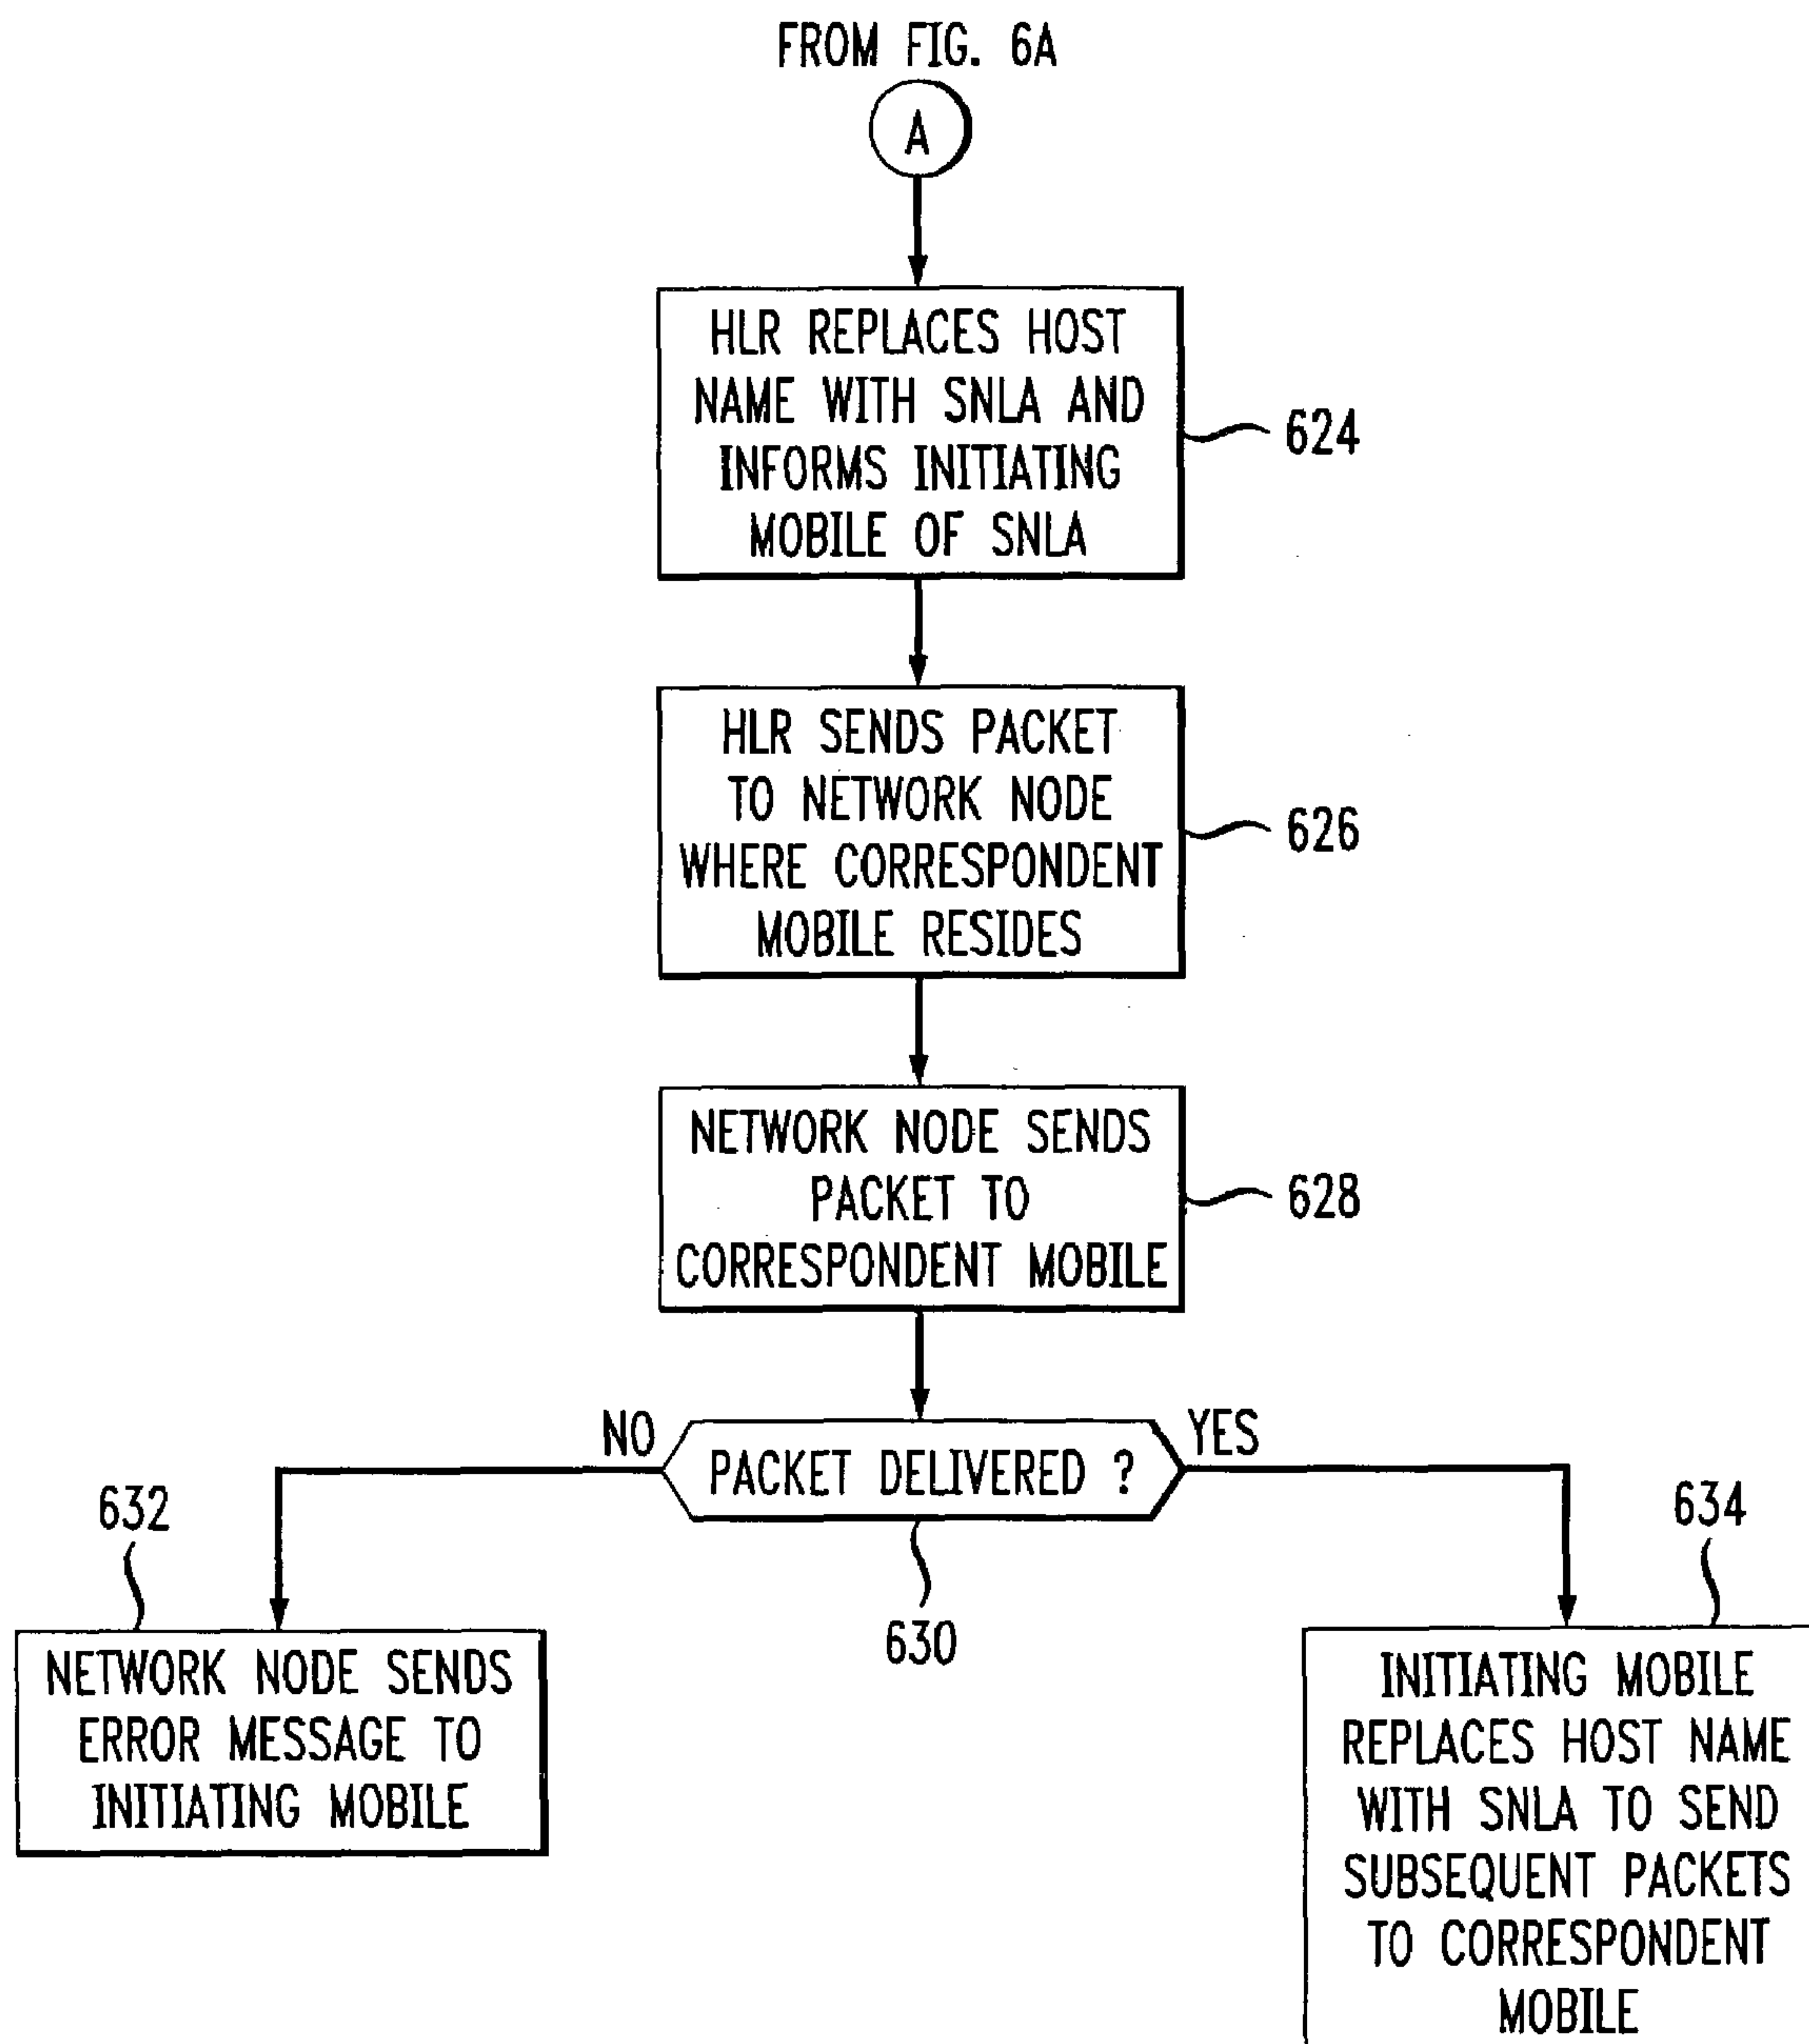 FROM FIG. 6A
A
HLR REPLACES HOST
NAME WITH SNLA AND
INFORMS INITIATING
MOBILE OF SNLA
624
HLR SENDS PACKET
TO NETWORK NODE
WHERE CORRESPONDENT
MOBILE RESIDES
626
NETWORK NODE SENDS
PACKET TO
CORRESPONDENT MOBILE
628
NO
PACKET DELIVERED ?
YES
630
632
NETWORK NODE SENDS
ERROR MESSAGE TO
INITIATING MOBILE
634
INITIATING MOBILE
REPLACES HOST NAME
WITH SNLA TO SEND
SUBSEQUENT PACKETS
TO CORRESPONDENT
MOBILE